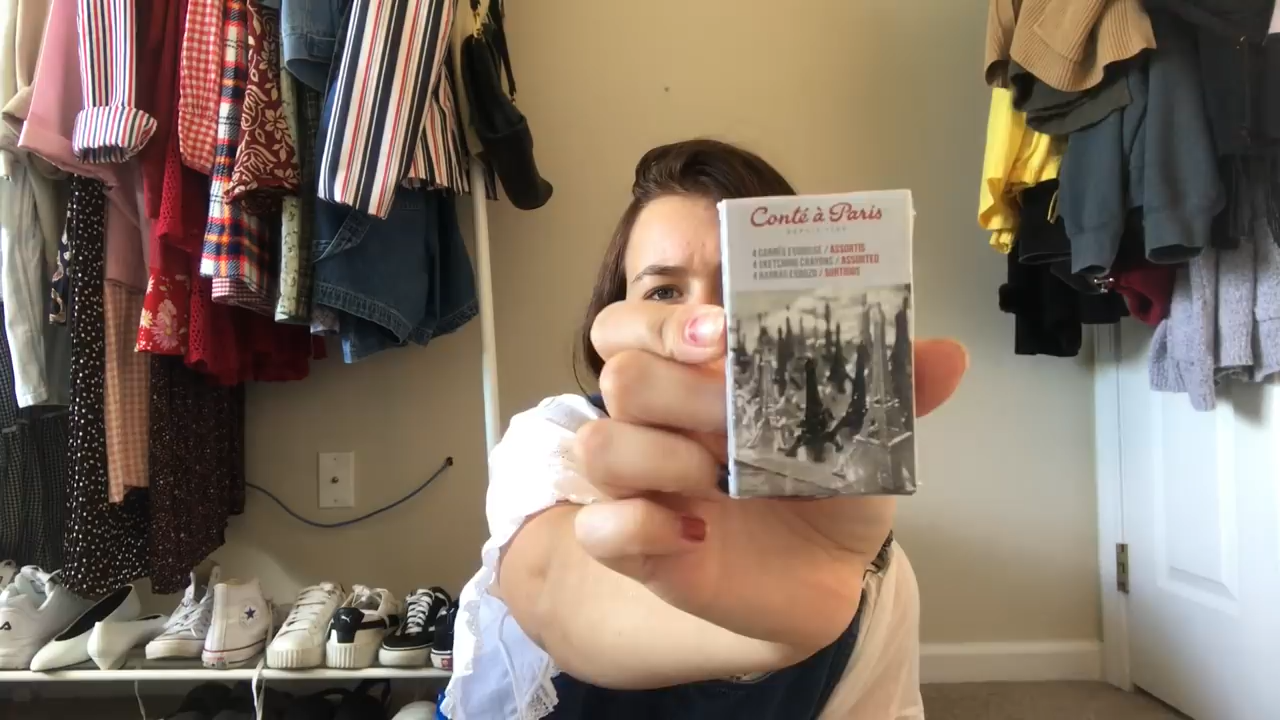 Conté à Paris
4 CARRÉS ESQUISSE / ASSORTIS
4 SKETCHING CRAYONS / ASSORTED
4 BARRAS ESBOZO / SURTIDOS